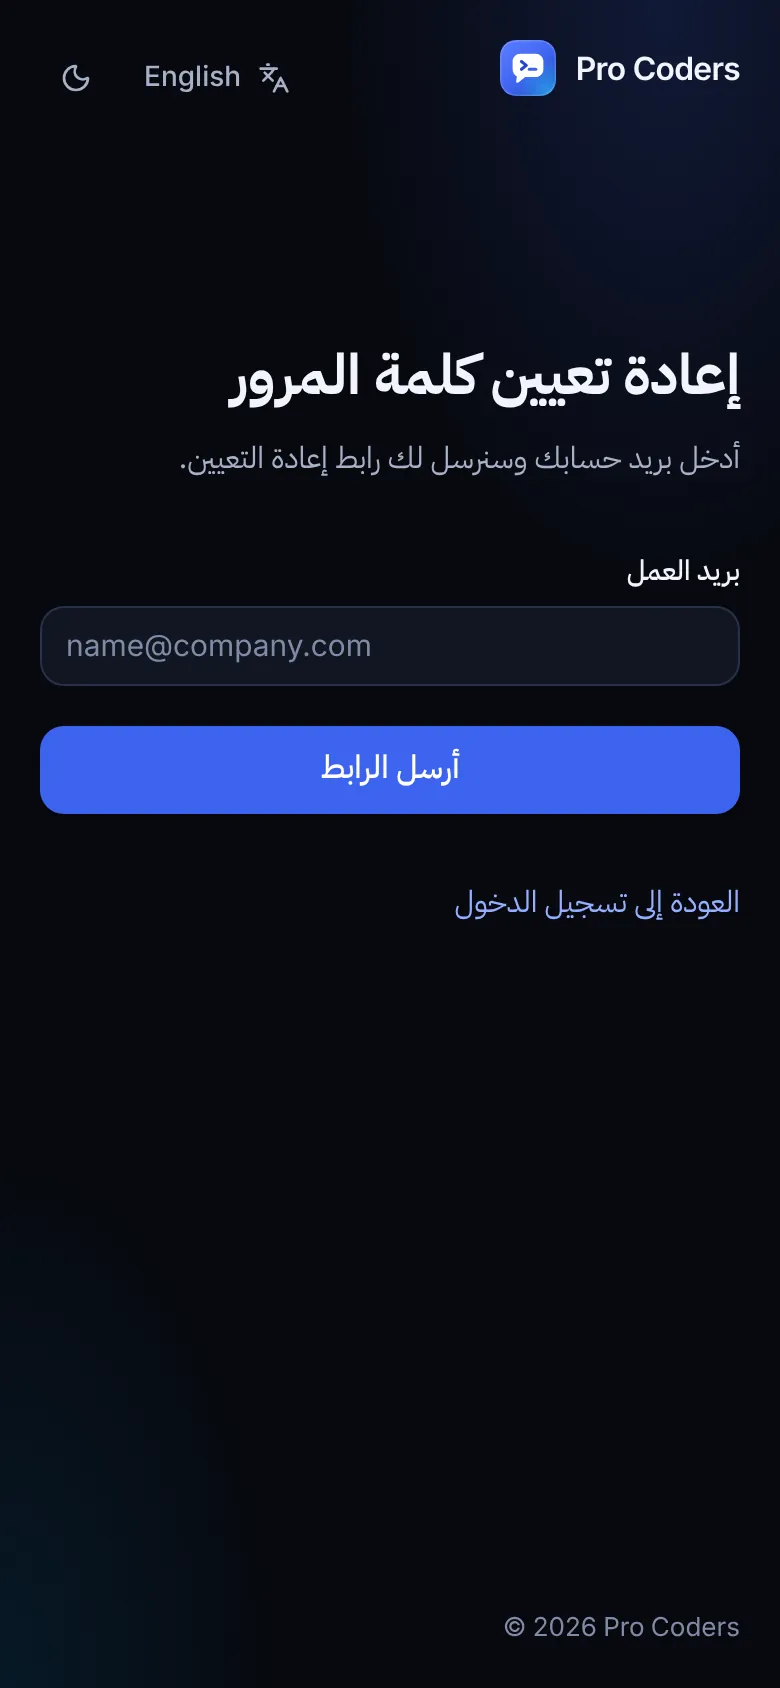 Pro Coders
English
إعادة تعيين كلمة المرور
أدخل بريد حسابك وسنرسل لك رابط إعادة التعيين.
بريد العمل
name@company.com
أرسل الرابط
العودة إلى تسجيل الدخول
© 2026 Pro Coders